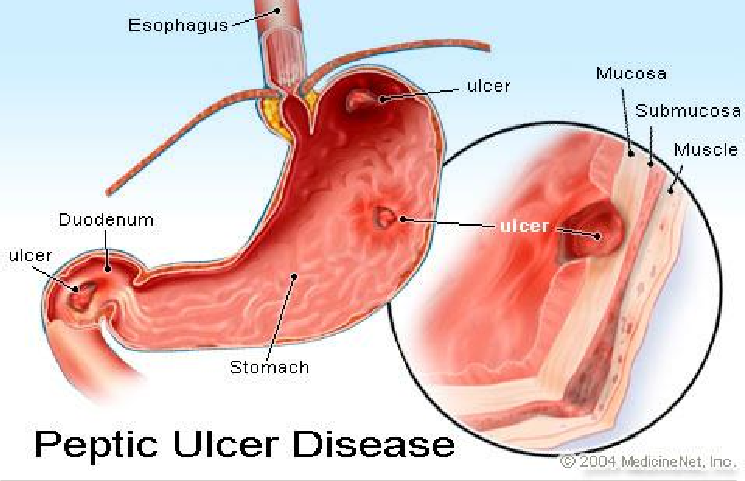 Esophagus
ulcer
Mucosa
Submucosa
Muscle
Duodenum
ulcer
ulcer
Stomach
Peptic Ulcer Disease
© 2004 MedicineNet, Inc.